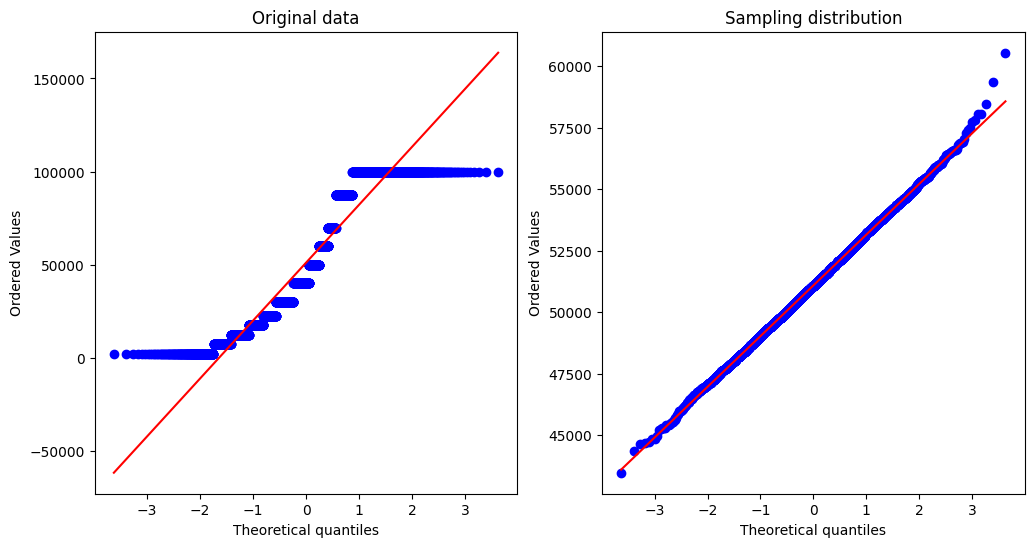 Original data
Ordered Values
150000
100000
50000
0
−50000
−3 −2 −1 0 1 2 3
Theoretical quantiles
Sampling distribution
Ordered Values
60000
57500
55000
52500
50000
47500
45000
−3 −2 −1 0 1 2 3
Theoretical quantiles